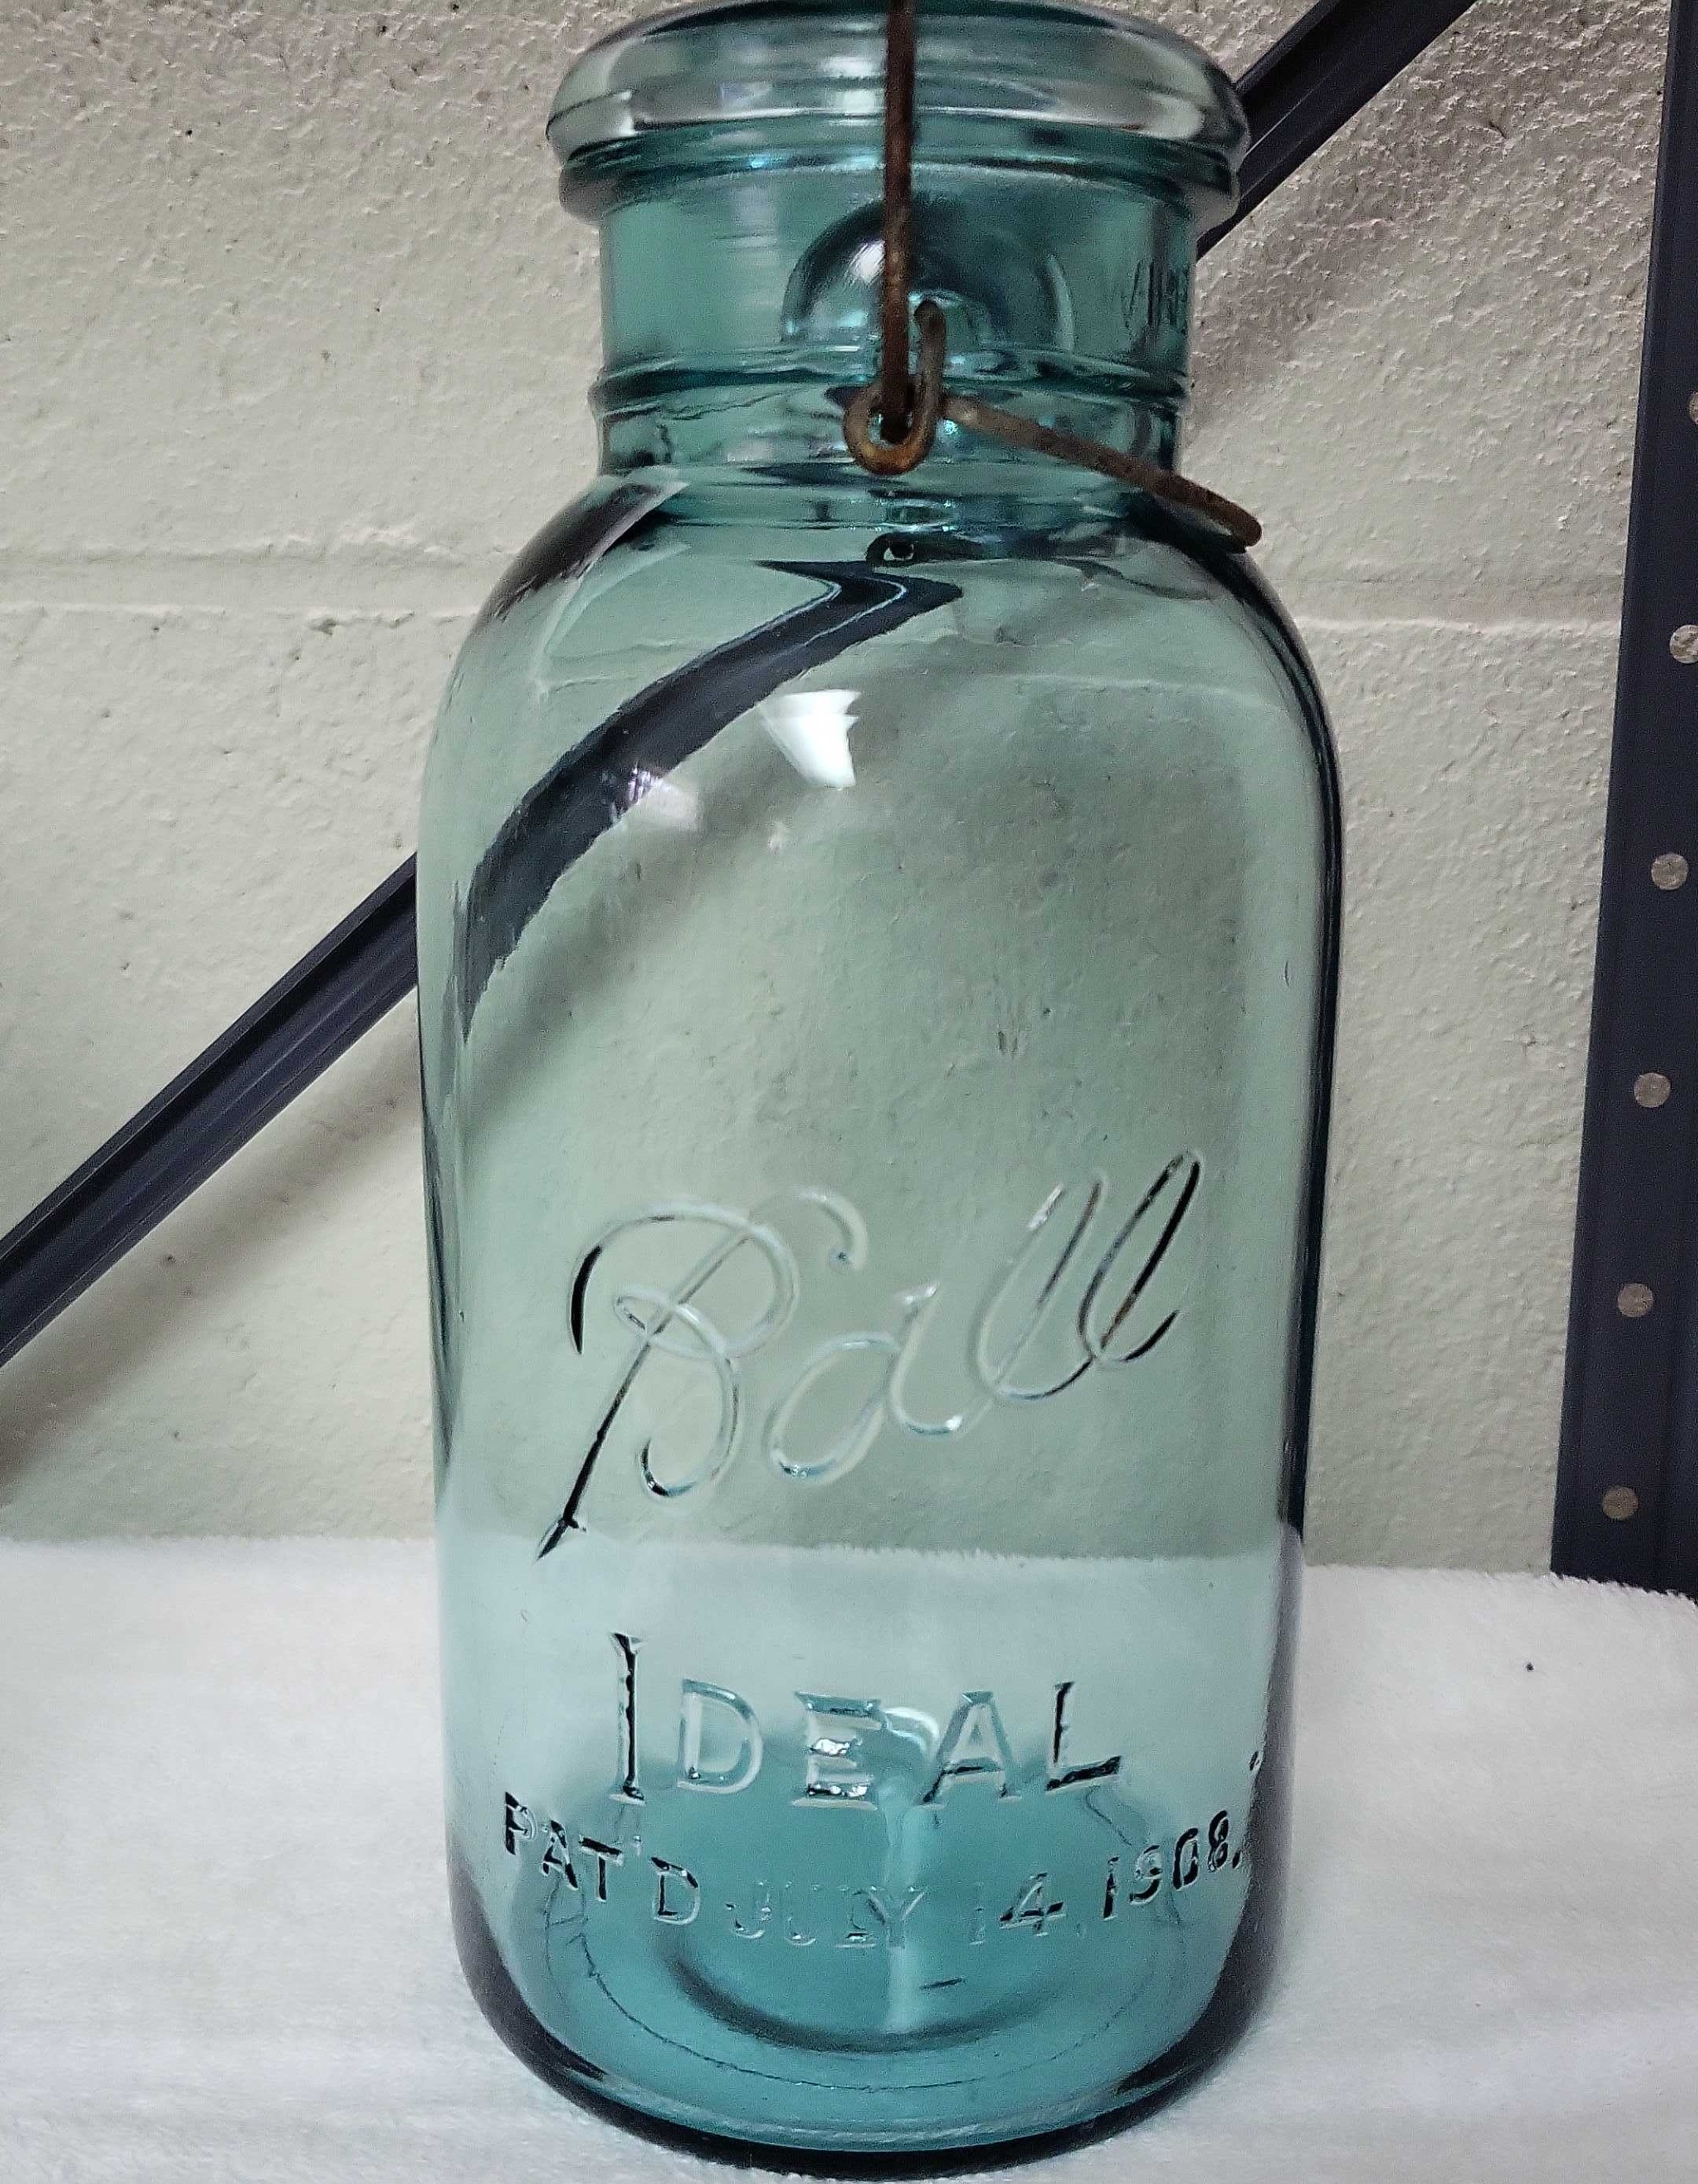 Ball
IDEAL
PAT'D JULY 14, 1908.